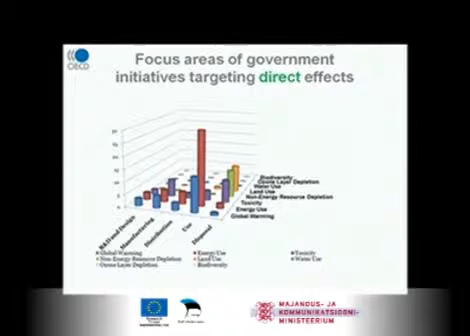 OECD
Focus areas of government
initiatives targeting direct effects
Biodiversity
Ozone Layer Depletion
Water Use
Land Use
Non-Energy Resource Depletion
Toxicity
Energy Use
Global Warming
R&D and Design
Manufacturing
Distribution
Use
Disposal
Global Warming
Energy Use
Toxicity
Non-Energy Resource Depletion
Land Use
Water Use
Ozone Layer Depletion
Biodiversity
MAJANDUS- JA
KOMMUNIKATSIOONI-
MINISTEERIUM